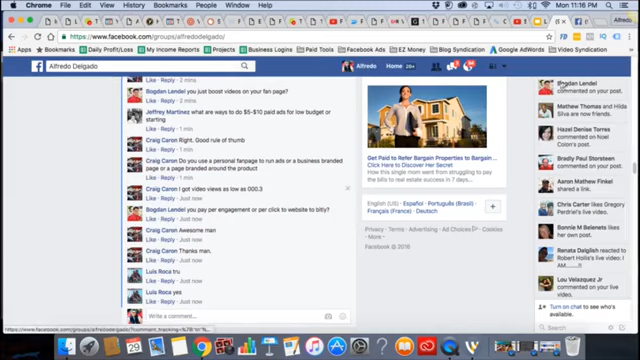 Chrome File Edit View History Bookmarks People Window Help
Mon 11:16 PM
Alfredo
https://www.facebook.com/groups/alfredodelgado/
Apps Bookmarks Daily Profit/Loss Monthly To Do List Projects Business Logins Paid Tools EZ Money Blog Syndication Google AdWords Video Syndication
Alfredo Delgado
Alfredo Home 20+
Like · Reply · 2 mins
Bogdan Lendel you just boost videos on your fan page?
Like · Reply · 2 mins
Jeffrey Martinez what are ways to do $5-$10 paid ads for low budget or
starting
Like · Reply · 1 min
Craig Caron Right. Good rule of thumb
Like · Reply · 1 min
Craig Caron Do you use a personal fanpage to run ads or a business branded
page or a page branded around the product?
Like · Reply · 1 min
Craig Caron I got video views as low as 000.3
Like · Reply · Just now
Bogdan Lendel you pay per engagement or per click to website to bitly?
Like · Reply · Just now
Craig Caron Awesome man
Like · Reply · Just now
Craig Caron Thanks man.
Like · Reply · Just now
Luis Roca tru
Like · Reply · Just now
Luis Roca yes
Like · Reply · Just now
Write a comment...
Get Paid to Refer Bargain Properties to Bargain...
Click Here to Discover Her Secret
See how this single mom went from struggling to pay
the bills to real estate success in 7 days.
English (US) · Español · Português (Brasil) ·
Français (France) · Deutsch
Privacy · Terms · Advertising · Ad Choices · Cookies
· More
Facebook © 2016
Bogdan Lendel
commented on your post.
Mathew Thomas and Hilda
Silva are now friends.
Hazel Denise Torres
commented on Noel
Colon's post.
Bradly Paul Storsteen
commented on your post.
Aaron Mathew Finkel
shared a link.
Chris Carter likes Gregory
Perdriel's live video.
Bonnie M Belenets likes
her own post.
Renata Dalglish reacted to
Robert Hollis's live video. I
AM.......!!
Lou Velazquez Jr
commented on your live
video.
Turn on chat to see who's
available.
Search